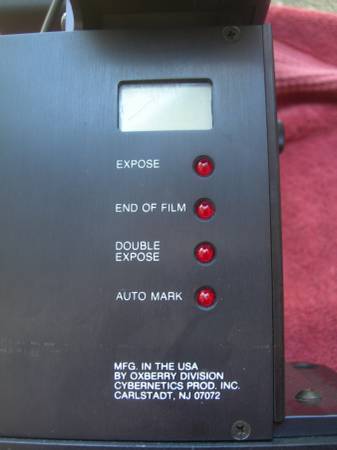 EXPOSE
END OF FILM
DOUBLE
EXPOSE
AUTO MARK
MFG. IN THE USA
BY OXBERRY DIVISION
CYBERNETICS PROD. INC.
CARLSTADT, NJ 07072